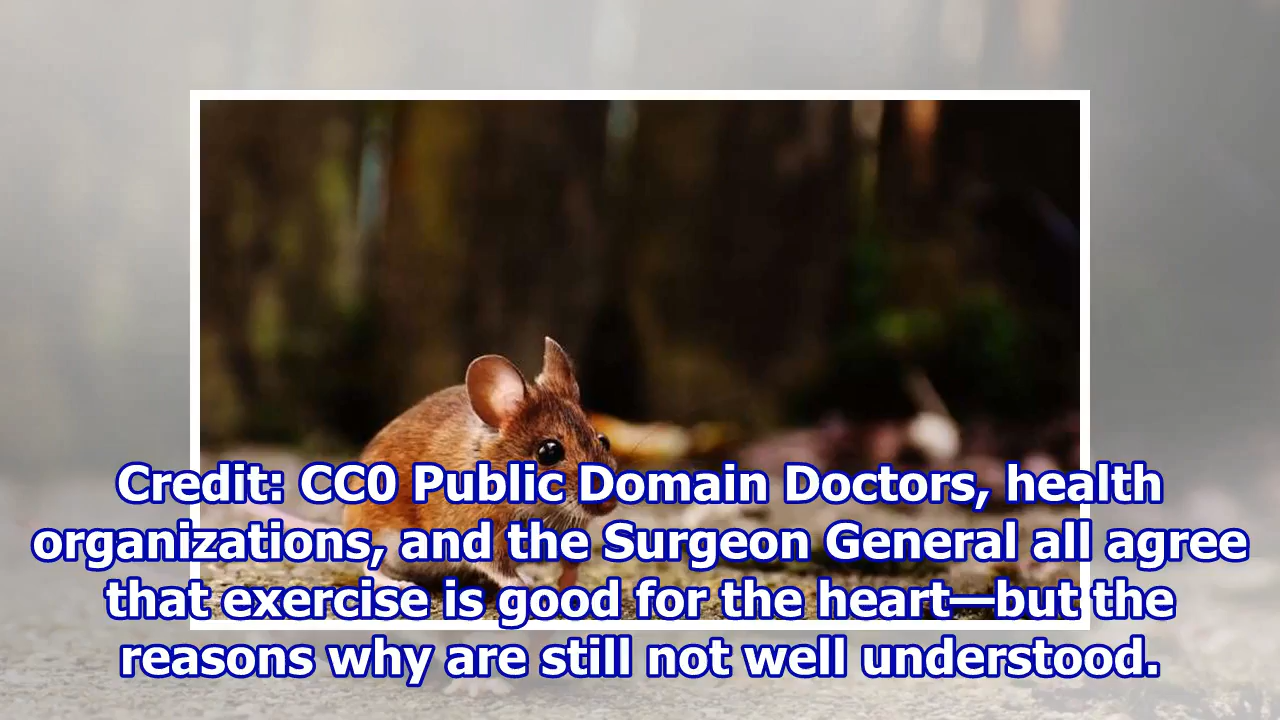 Credit: CC0 Public Domain Doctors, health
organizations, and the Surgeon General all agree
that exercise is good for the heart—but the
reasons why are still not well understood.